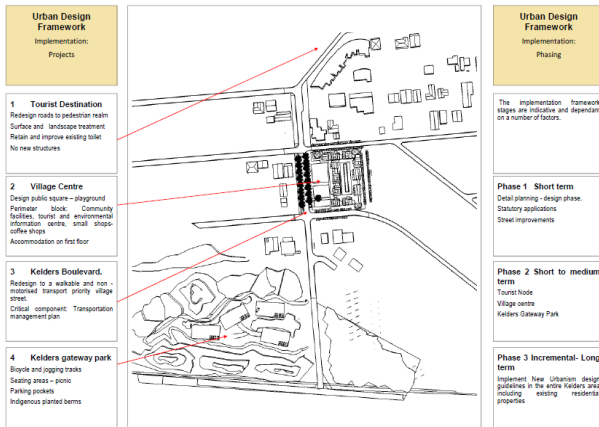 Urban Design
Framework
Implementation:
Projects
1 Tourist Destination
Redesign roads to pedestrian realm
Surface and landscape treatment
Retain and improve existing toilet
No new structures
2 Village Centre
Design public square – playground
Perimeter block: Community
facilities, tourist and environmental
information centre, small shops-
coffee shops
Accommodation on first floor
3 Kelders Boulevard.
Redesign to a walkable and non -
motorised transport priority village
street.
Critical component: Transportation
management plan
4 Kelders gateway park
Bicycle and jogging tracks
Seating areas – picnic
Parking pockets
Indigenous planted berms
Urban Design
Framework
Implementation:
Phasing
The implementation framework
stages are indicative and dependant
on a number of factors.
Phase 1 Short term
Detail planning - design phase.
Statutory applications
Street improvements
Phase 2 Short to medium
term
Tourist Node
Village centre
Kelders Gateway Park
Phase 3 Incremental- Long
term
Implement New Urbanism design
guidelines in the entire Kelders area
including existing residential
properties